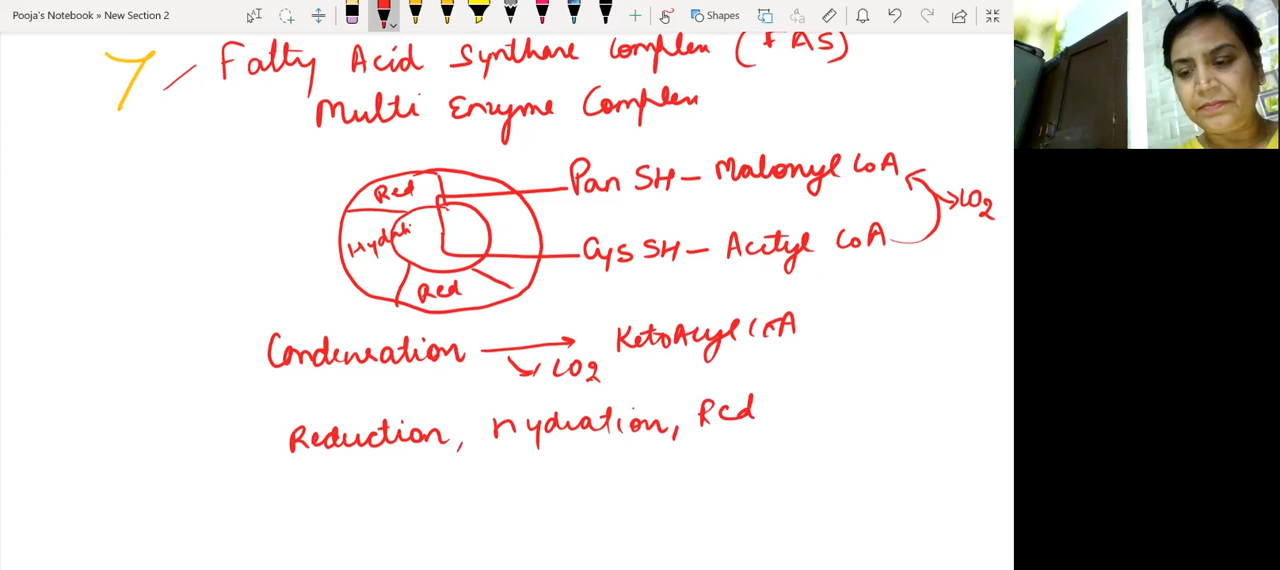 Pooja's Notebook » New Section 2
Shapes
7 Fatty Acid Synthase Complex (FAS)
Multi Enzyme Complex
Red
Pan SH - Malonyl CoA
CO2
Hydrati
Cys SH - Acetyl CoA
Red
Condensation → KetoAcyl CoA
CO2
Reduction, Hydration, Red